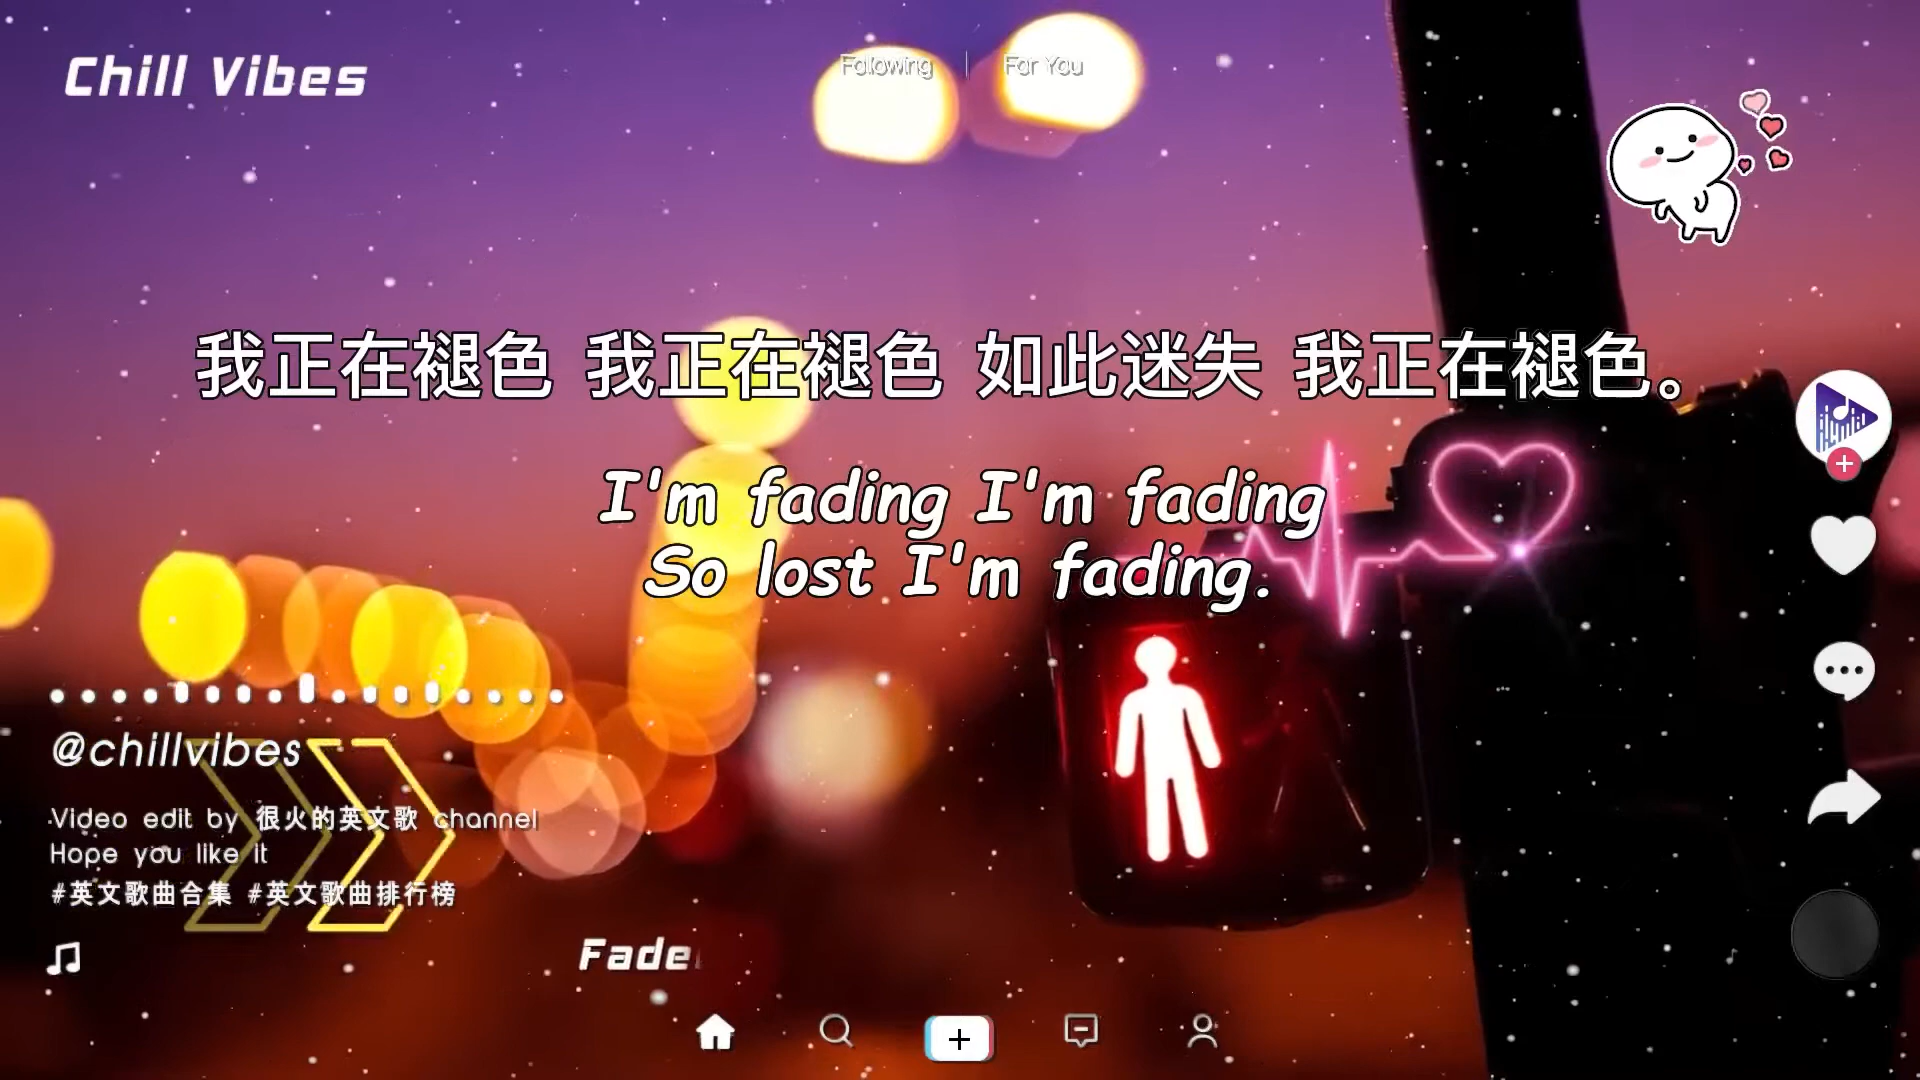 Chill Vibes
Following | For You
我正在褪色 我正在褪色 如此迷失 我正在褪色。
I'm fading I'm fading
So lost I'm fading.
@chillvibes
Video edit by 很火的英文歌 channel
Hope you like it
#英文歌曲合集 #英文歌曲排行榜
Fade